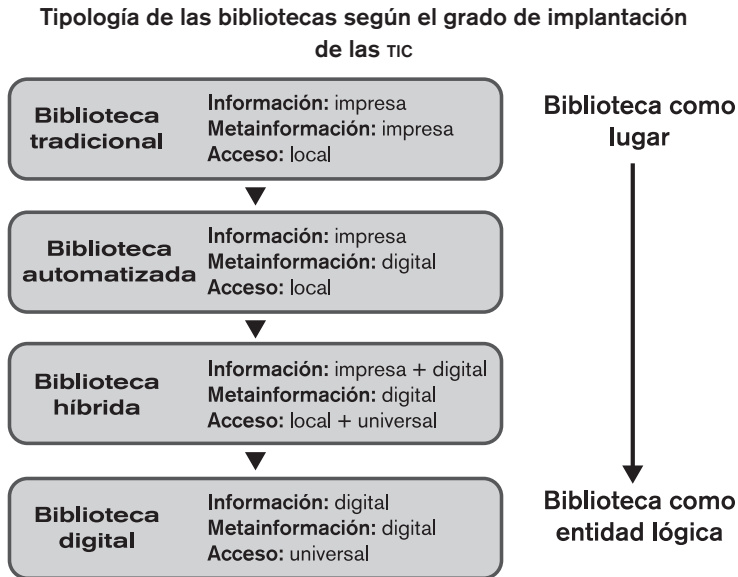 Tipología de las bibliotecas según el grado de implantación
de las TIC
Biblioteca
tradicional
Información: impresa
Metainformación: impresa
Acceso: local
Biblioteca
automatizada
Información: impresa
Metainformación: digital
Acceso: local
Biblioteca
híbrida
Información: impresa + digital
Metainformación: digital
Acceso: local + universal
Biblioteca
digital
Información: digital
Metainformación: digital
Acceso: universal
Biblioteca como
lugar
Biblioteca como
entidad lógica